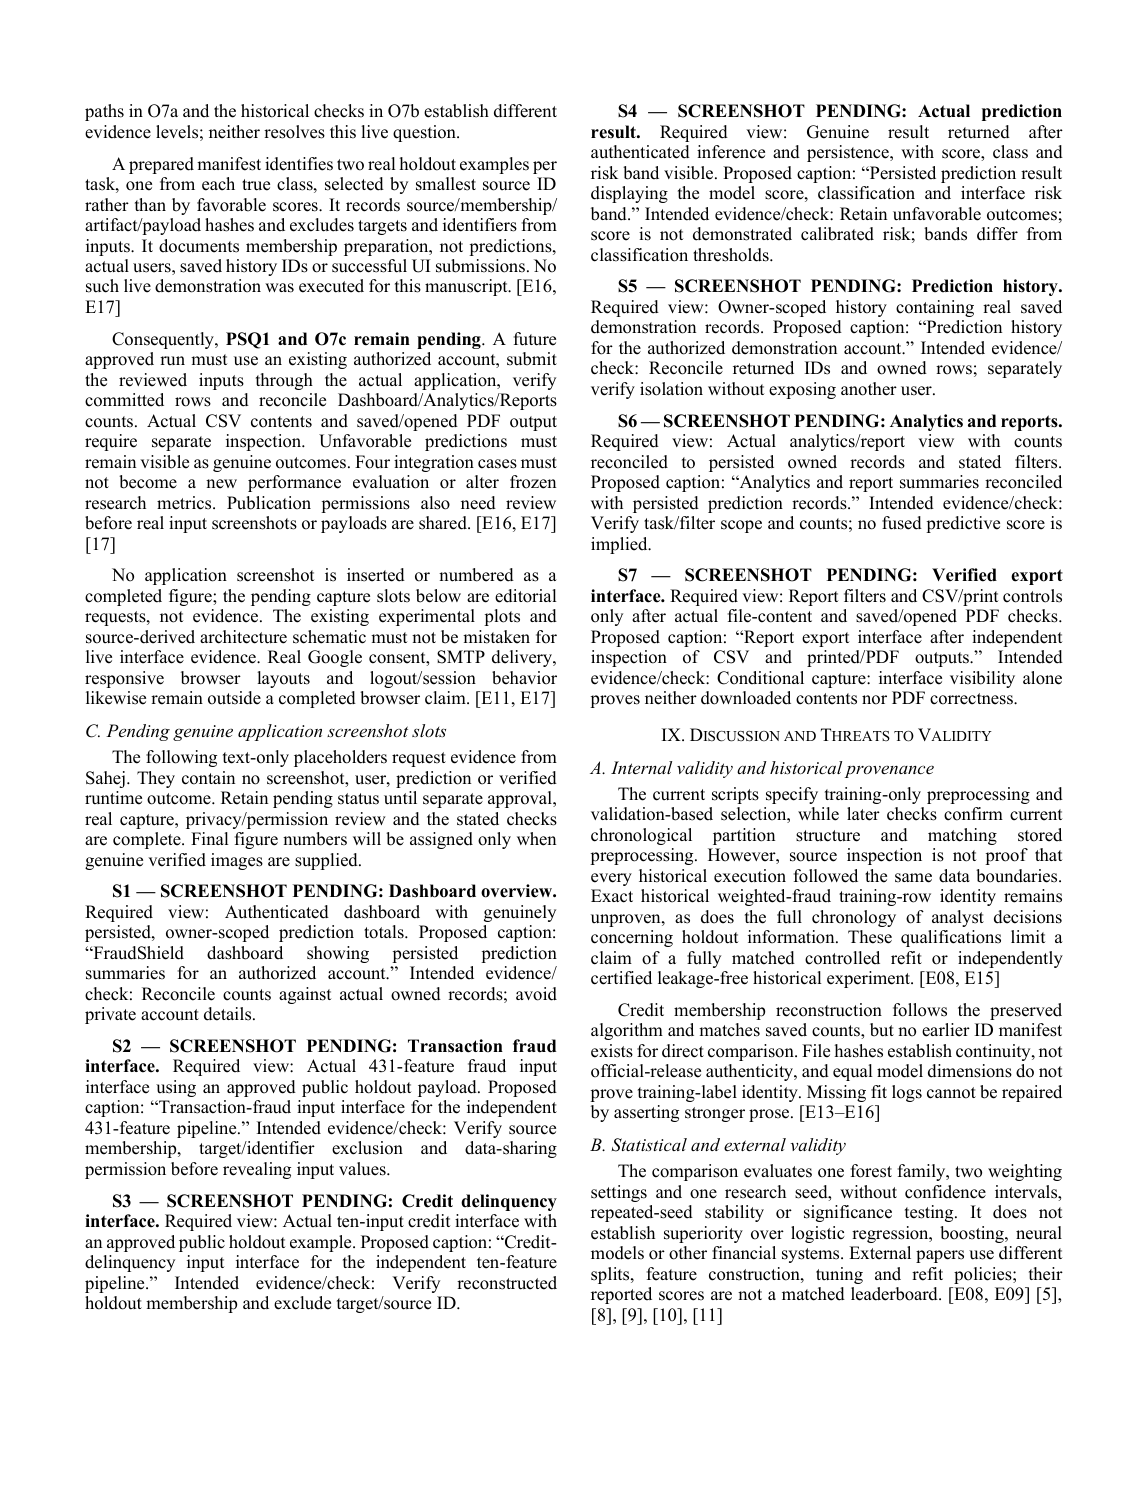 paths in O7a and the historical checks in O7b establish different
evidence levels; neither resolves this live question.
A prepared manifest identifies two real holdout examples per
task, one from each true class, selected by smallest source ID
rather than by favorable scores. It records source/membership/
artifact/payload hashes and excludes targets and identifiers from
inputs. It documents membership preparation, not predictions,
actual users, saved history IDs or successful UI submissions. No
such live demonstration was executed for this manuscript. [E16,
E17]
Consequently, PSQ1 and O7c remain pending. A future
approved run must use an existing authorized account, submit
the reviewed inputs through the actual application, verify
committed rows and reconcile Dashboard/Analytics/Reports
counts. Actual CSV contents and saved/opened PDF output
require separate inspection. Unfavorable predictions must
remain visible as genuine outcomes. Four integration cases must
not become a new performance evaluation or alter frozen
research metrics. Publication permissions also need review
before real input screenshots or payloads are shared. [E16, E17]
[17]
No application screenshot is inserted or numbered as a
completed figure; the pending capture slots below are editorial
requests, not evidence. The existing experimental plots and
source-derived architecture schematic must not be mistaken for
live interface evidence. Real Google consent, SMTP delivery,
responsive browser layouts and logout/session behavior
likewise remain outside a completed browser claim. [E11, E17]
C. Pending genuine application screenshot slots
The following text-only placeholders request evidence from
Sahej. They contain no screenshot, user, prediction or verified
runtime outcome. Retain pending status until separate approval,
real capture, privacy/permission review and the stated checks
are complete. Final figure numbers will be assigned only when
genuine verified images are supplied.
S1 — SCREENSHOT PENDING: Dashboard overview.
Required view: Authenticated dashboard with genuinely
persisted, owner-scoped prediction totals. Proposed caption:
“FraudShield dashboard showing persisted prediction
summaries for an authorized account.” Intended evidence/
check: Reconcile counts against actual owned records; avoid
private account details.
S2 — SCREENSHOT PENDING: Transaction fraud
interface. Required view: Actual 431-feature fraud input
interface using an approved public holdout payload. Proposed
caption: “Transaction-fraud input interface for the independent
431-feature pipeline.” Intended evidence/check: Verify source
membership, target/identifier exclusion and data-sharing
permission before revealing input values.
S3 — SCREENSHOT PENDING: Credit delinquency
interface. Required view: Actual ten-input credit interface with
an approved public holdout example. Proposed caption: “Credit-
delinquency input interface for the independent ten-feature
pipeline.” Intended evidence/check: Verify reconstructed
holdout membership and exclude target/source ID.
S4 — SCREENSHOT PENDING: Actual prediction
result. Required view: Genuine result returned after
authenticated inference and persistence, with score, class and
risk band visible. Proposed caption: “Persisted prediction result
displaying the model score, classification and interface risk
band.” Intended evidence/check: Retain unfavorable outcomes;
score is not demonstrated calibrated risk; bands differ from
classification thresholds.
S5 — SCREENSHOT PENDING: Prediction history.
Required view: Owner-scoped history containing real saved
demonstration records. Proposed caption: “Prediction history
for the authorized demonstration account.” Intended evidence/
check: Reconcile returned IDs and owned rows; separately
verify isolation without exposing another user.
S6 — SCREENSHOT PENDING: Analytics and reports.
Required view: Actual analytics/report view with counts
reconciled to persisted owned records and stated filters.
Proposed caption: “Analytics and report summaries reconciled
with persisted prediction records.” Intended evidence/check:
Verify task/filter scope and counts; no fused predictive score is
implied.
S7 — SCREENSHOT PENDING: Verified export
interface. Required view: Report filters and CSV/print controls
only after actual file-content and saved/opened PDF checks.
Proposed caption: “Report export interface after independent
inspection of CSV and printed/PDF outputs.” Intended
evidence/check: Conditional capture: interface visibility alone
proves neither downloaded contents nor PDF correctness.
IX. DISCUSSION AND THREATS TO VALIDITY
A. Internal validity and historical provenance
The current scripts specify training-only preprocessing and
validation-based selection, while later checks confirm current
chronological partition structure and matching stored
preprocessing. However, source inspection is not proof that
every historical execution followed the same data boundaries.
Exact historical weighted-fraud training-row identity remains
unproven, as does the full chronology of analyst decisions
concerning holdout information. These qualifications limit a
claim of a fully matched controlled refit or independently
certified leakage-free historical experiment. [E08, E15]
Credit membership reconstruction follows the preserved
algorithm and matches saved counts, but no earlier ID manifest
exists for direct comparison. File hashes establish continuity, not
official-release authenticity, and equal model dimensions do not
prove training-label identity. Missing fit logs cannot be repaired
by asserting stronger prose. [E13–E16]
B. Statistical and external validity
The comparison evaluates one forest family, two weighting
settings and one research seed, without confidence intervals,
repeated-seed stability or significance testing. It does not
establish superiority over logistic regression, boosting, neural
models or other financial systems. External papers use different
splits, feature construction, tuning and refit policies; their
reported scores are not a matched leaderboard. [E08, E09] [5],
[8], [9], [10], [11]